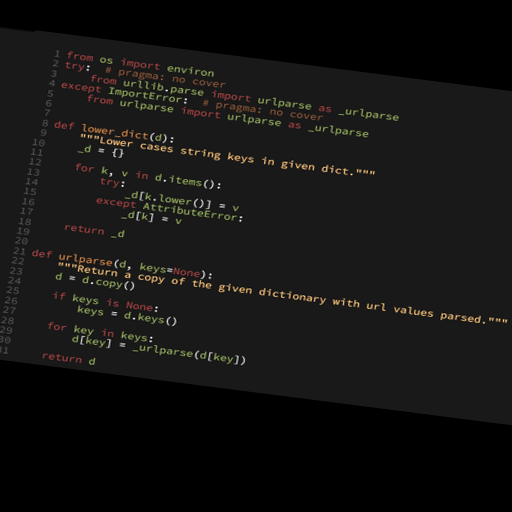 1 from os import environ
2 try:  # pragma: no cover
3     from urllib.parse import urlparse as _urlparse
4 except ImportError:  # pragma: no cover
5     from urlparse import urlparse as _urlparse
6
7
8 def lower_dict(d):
9     """Lower cases string keys in given dict."""
10     _d = {}
11
12     for k, v in d.items():
13         try:
14             _d[k.lower()] = v
15         except AttributeError:
16             _d[k] = v
17
18     return _d
19
20
21 def urlparse(d, keys=None):
22     """Return a copy of the given dictionary with url values parsed."""
23     d = d.copy()
24
25     if keys is None:
26         keys = d.keys()
27
28     for key in keys:
29         d[key] = _urlparse(d[key])
30
31     return d